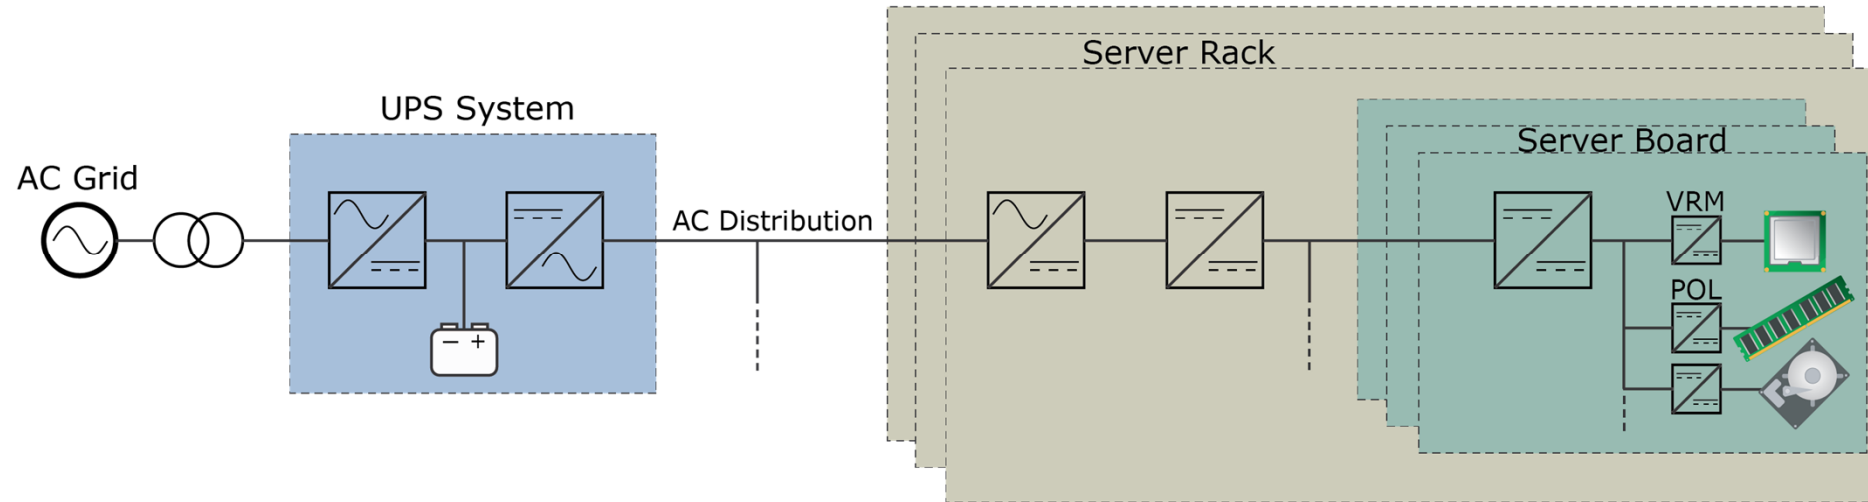 Server Rack
UPS System
Server Board
AC Grid
AC Distribution
VRM
POL
− +